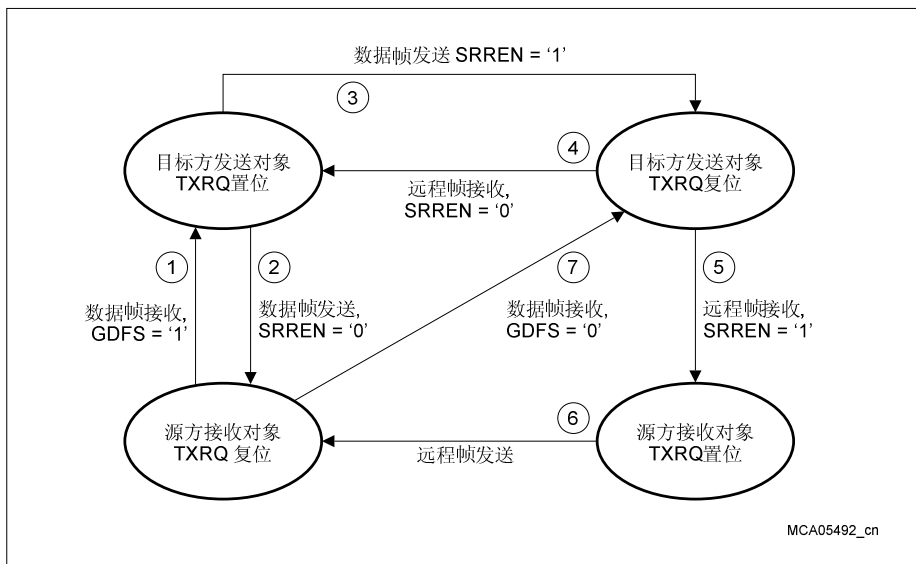 数据帧发送 SRREN = ‘1’
③
目标方发送对象
TXRQ置位
④
远程帧接收,
SRREN = ‘0’
目标方发送对象
TXRQ复位
①
数据帧接收,
GDFS = ‘1’
②
数据帧发送,
SRREN = ‘0’
⑦
数据帧接收,
GDFS = ‘0’
⑤
远程帧接收,
SRREN = ‘1’
源方接收对象
TXRQ 复位
⑥
远程帧发送
源方接收对象
TXRQ置位
MCA05492_cn